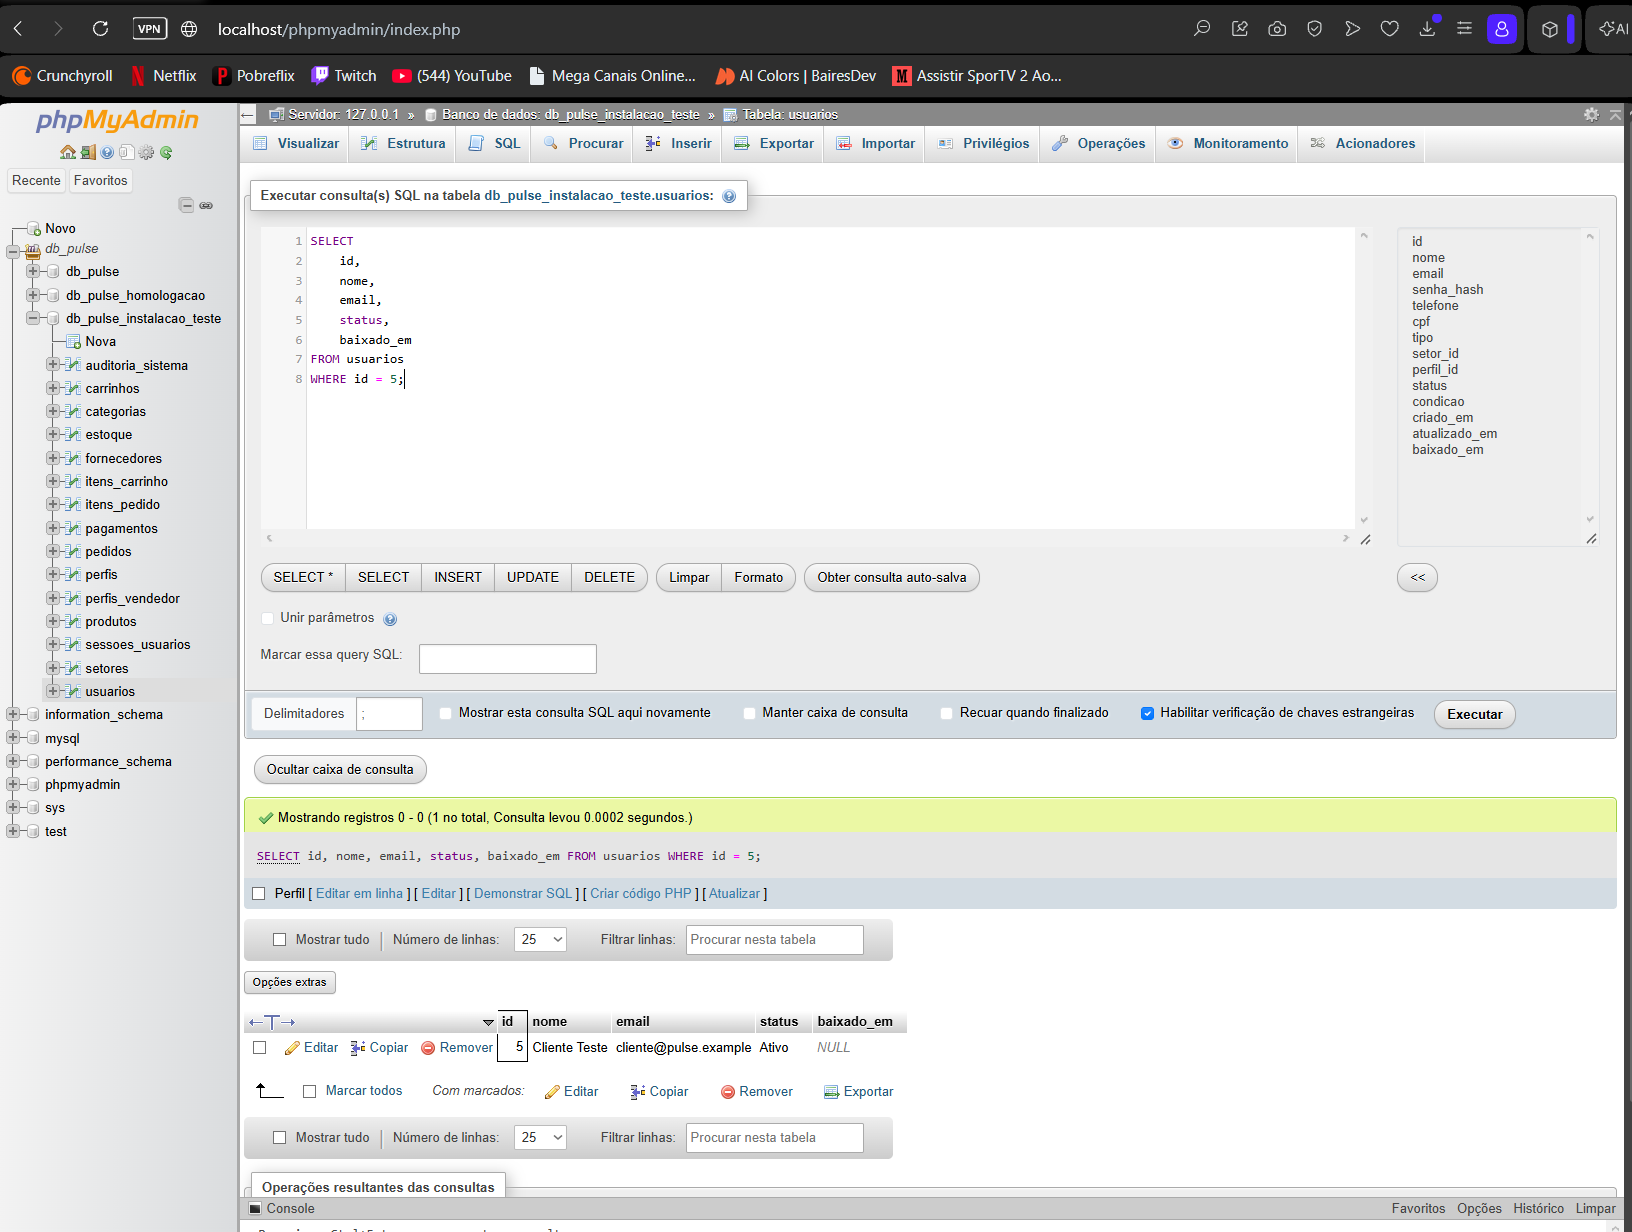 VPN
localhost/phpmyadmin/index.php
AI
Crunchyroll
Netflix
Pobreflix
Twitch
(544) YouTube
Mega Canais Online...
AI Colors | BairesDev
Assistir SporTV 2 Ao...
phpMyAdmin
Recente
Favoritos
Novo
db_pulse
db_pulse
db_pulse_homologacao
db_pulse_instalacao_teste
Nova
auditoria_sistema
carrinhos
categorias
estoque
fornecedores
itens_carrinho
itens_pedido
pagamentos
pedidos
perfis
perfis_vendedor
produtos
sessoes_usuarios
setores
usuarios
information_schema
mysql
performance_schema
phpmyadmin
sys
test
Servidor: 127.0.0.1 » Banco de dados: db_pulse_instalacao_teste » Tabela: usuarios
Visualizar
Estrutura
SQL
Procurar
Inserir
Exportar
Importar
Privilégios
Operações
Monitoramento
Acionadores
Executar consulta(s) SQL na tabela db_pulse_instalacao_teste.usuarios:
1 SELECT
2 id,
3 nome,
4 email,
5 status,
6 baixado_em
7 FROM usuarios
8 WHERE id = 5;
id
nome
email
senha_hash
telefone
cpf
tipo
setor_id
perfil_id
status
condicao
criado_em
atualizado_em
baixado_em
SELECT *
SELECT
INSERT
UPDATE
DELETE
Limpar
Formato
Obter consulta auto-salva
<<
Unir parâmetros
Marcar essa query SQL:
Delimitadores ;
Mostrar esta consulta SQL aqui novamente
Manter caixa de consulta
Recuar quando finalizado
Habilitar verificação de chaves estrangeiras
Executar
Ocultar caixa de consulta
Mostrando registros 0 - 0 (1 no total, Consulta levou 0.0002 segundos.)
SELECT id, nome, email, status, baixado_em FROM usuarios WHERE id = 5;
Perfil [ Editar em linha ] [ Editar ] [ Demonstrar SQL ] [ Criar código PHP ] [ Atualizar ]
Mostrar tudo | Número de linhas: 25 Filtrar linhas: Procurar nesta tabela
Opções extras
id nome email status baixado_em
Editar Copiar Remover 5 Cliente Teste cliente@pulse.example Ativo NULL
Marcar todos Com marcados: Editar Copiar Remover Exportar
Mostrar tudo | Número de linhas: 25 Filtrar linhas: Procurar nesta tabela
Operações resultantes das consultas
Console
Favoritos Opções Histórico Limpar